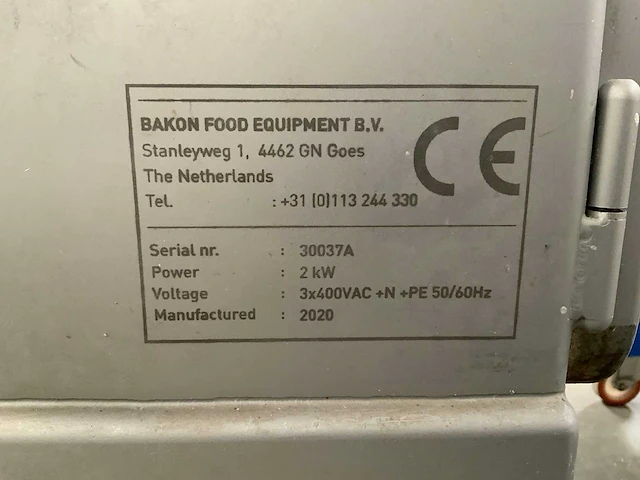 BAKON FOOD EQUIPMENT B.V.
Stanleyweg 1, 4462 GN Goes
The Netherlands
Tel. : +31 (0)113 244 330
CE
Serial nr. : 30037A
Power : 2 kW
Voltage : 3x400VAC +N +PE 50/60Hz
Manufactured : 2020